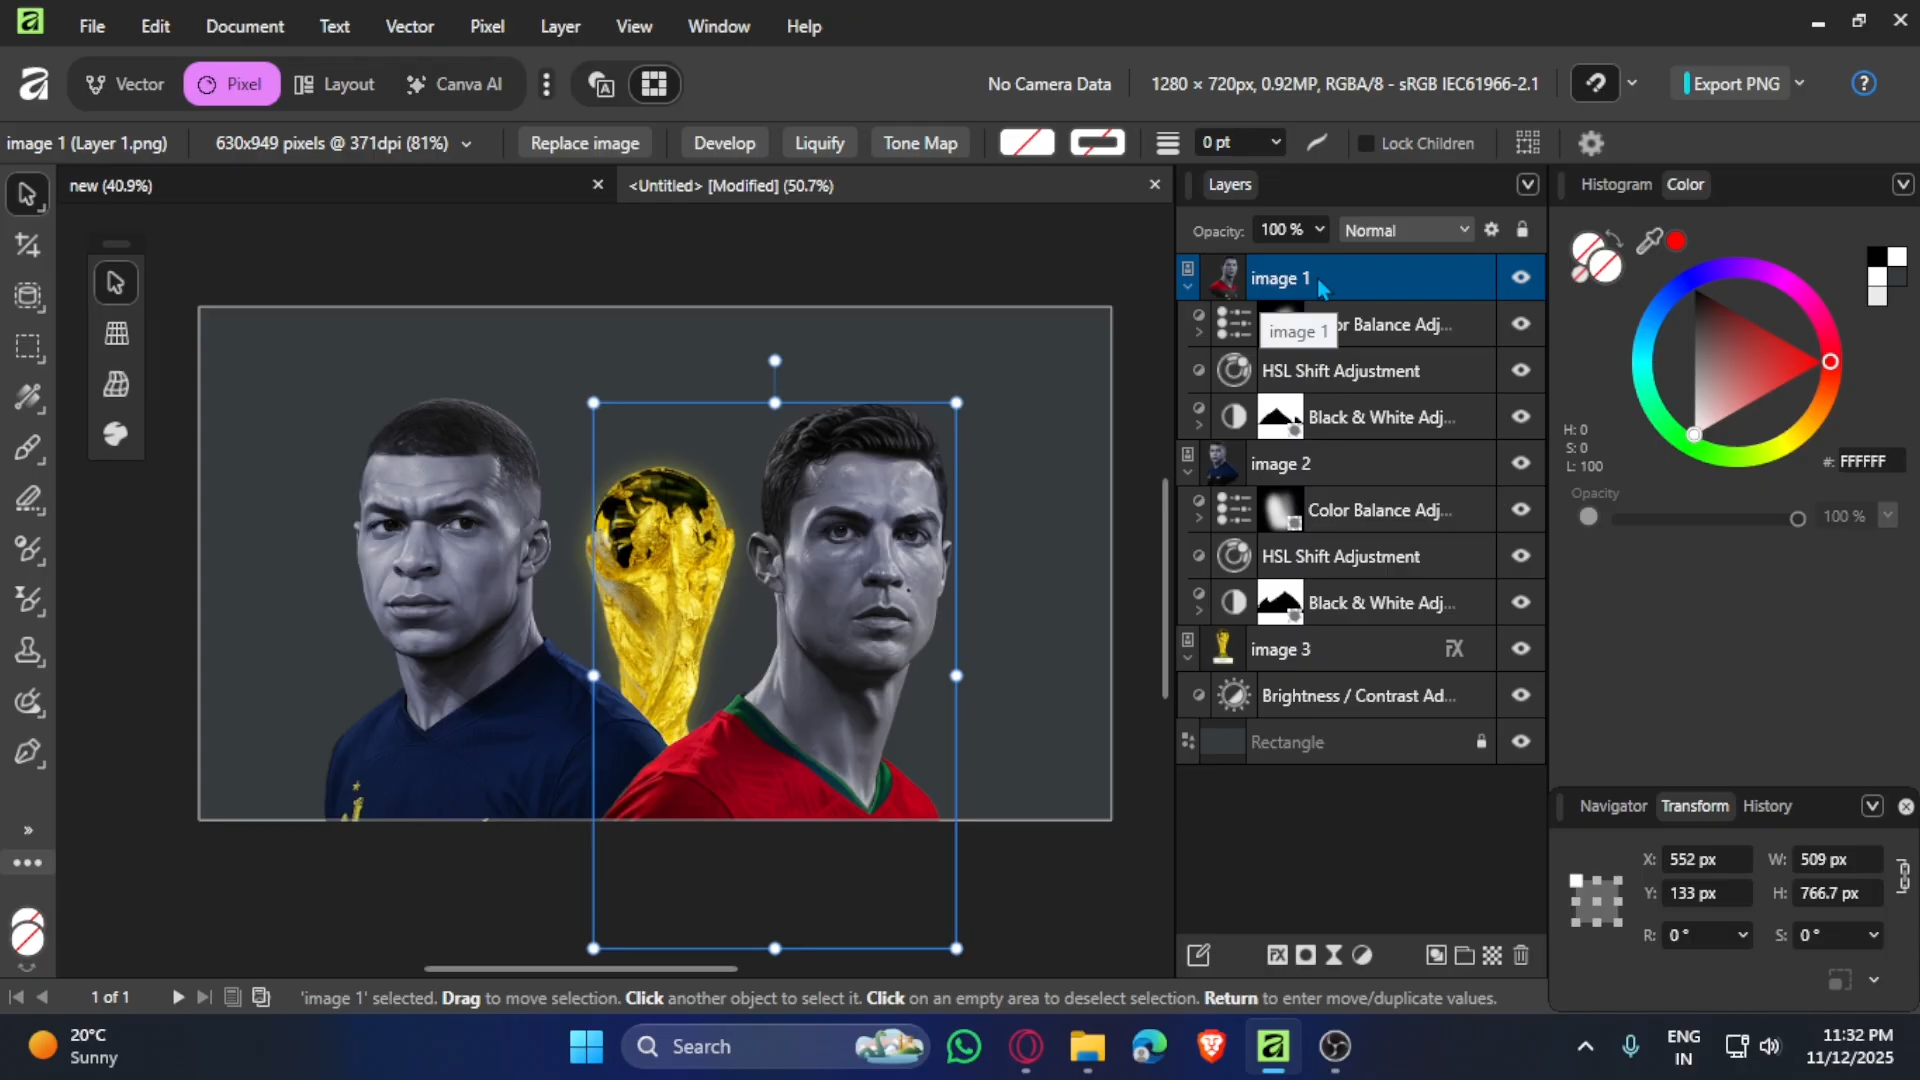 File Edit Document Text Vector Pixel Layer View Window Help
Vector Pixel Layout Canva AI No Camera Data 1280 × 720px, 0.92MP, RGBA/8 - sRGB IEC61966-2.1 Export PNG
image 1 (Layer 1.png) 630x949 pixels @ 371dpi (81%) Replace image Develop Liquify Tone Map 0 pt Lock Children
new (40.9%) <Untitled> [Modified] (50.7%) Layers Histogram Color
Opacity: 100 % Normal
image 1
image 1 or Balance Adj...
HSL Shift Adjustment
Black & White Adj...
image 2
Color Balance Adj...
HSL Shift Adjustment
Black & White Adj...
image 3 FX
Brightness / Contrast Ad...
Rectangle
FX
H: 0
S: 0
L: 100
#: FFFFFF
Opacity
100 %
Navigator Transform History
X: 552 px W: 509 px
Y: 133 px H: 766.7 px
R: 0 ° S: 0 °
1 of 1 'image 1' selected. Drag to move selection. Click another object to select it. Click on an empty area to deselect selection. Return to enter move/duplicate values.
20°C
Sunny
Search
ENG
IN
11:32 PM
11/12/2025